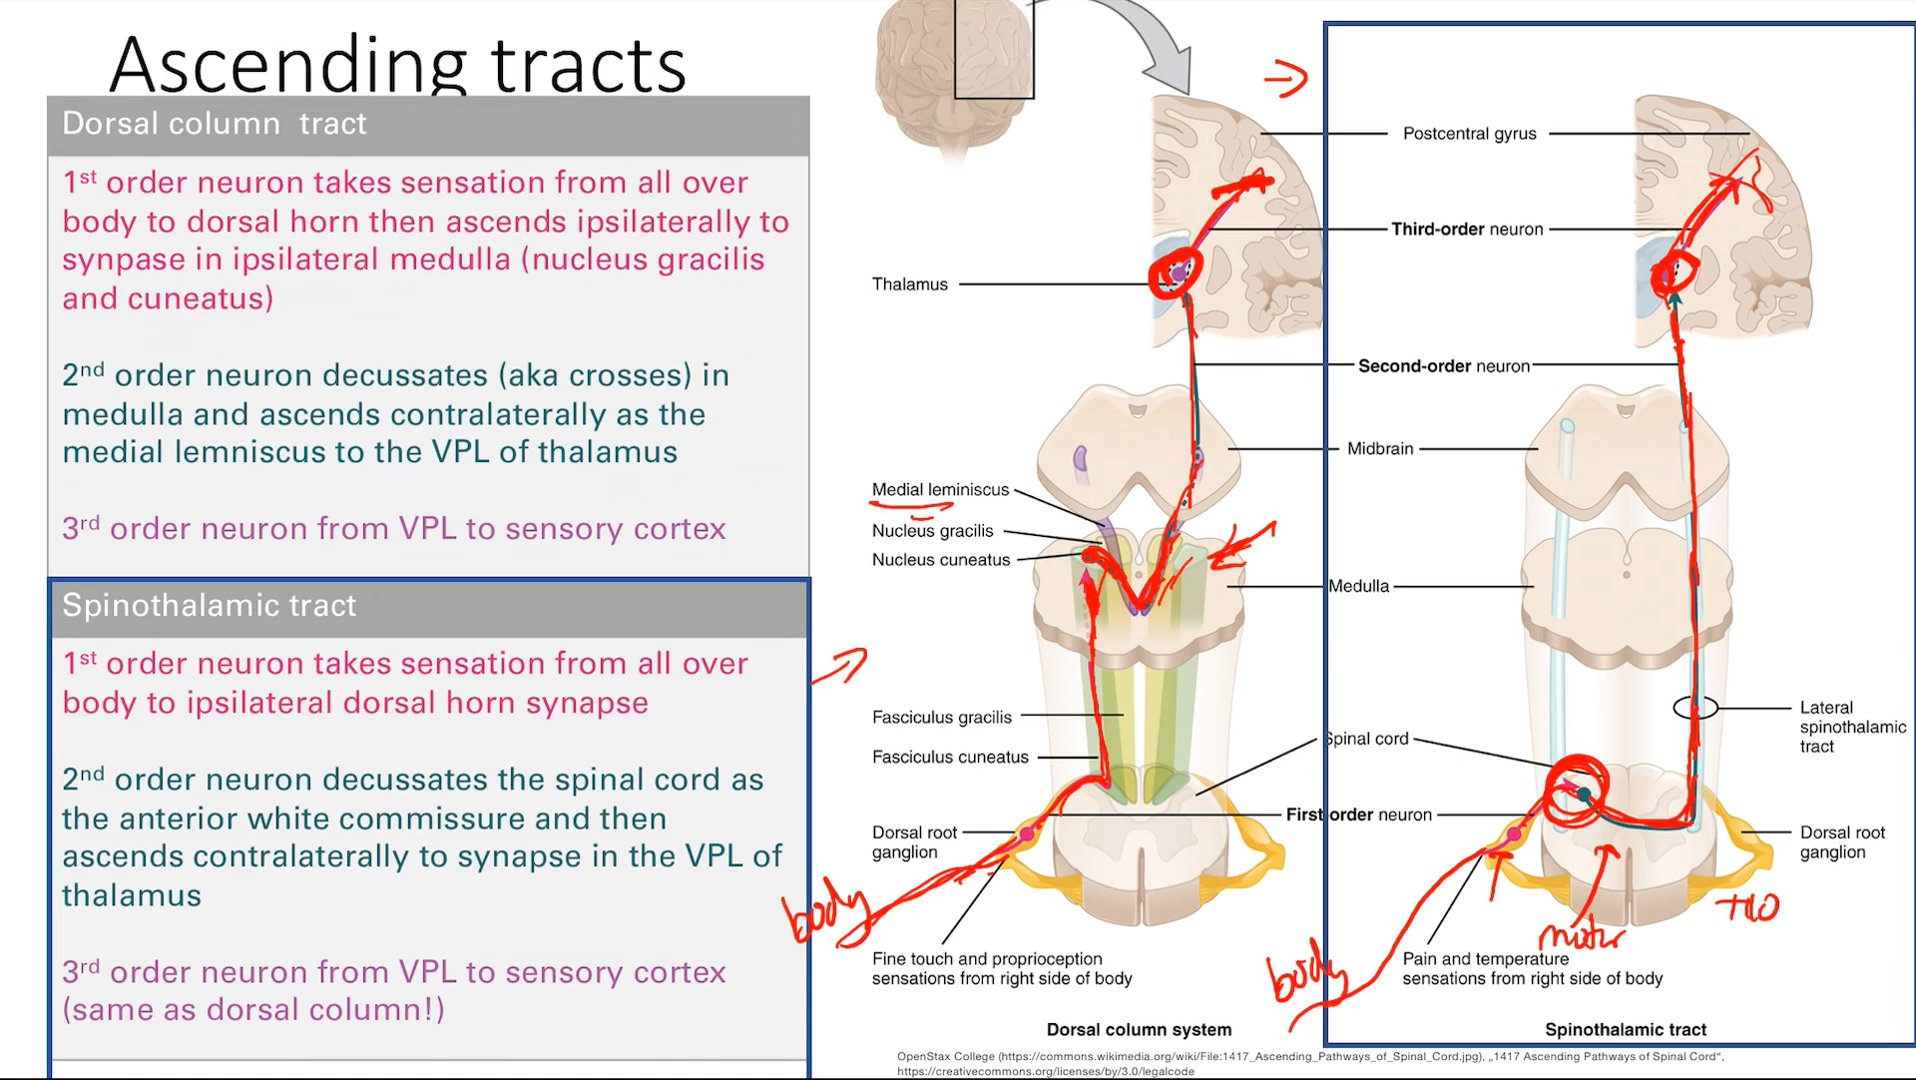 Ascending tracts
Dorsal column tract
1st order neuron takes sensation from all over
body to dorsal horn then ascends ipsilaterally to
synpase in ipsilateral medulla (nucleus gracilis
and cuneatus)
2nd order neuron decussates (aka crosses) in
medulla and ascends contralaterally as the
medial lemniscus to the VPL of thalamus
3rd order neuron from VPL to sensory cortex
Spinothalamic tract
1st order neuron takes sensation from all over
body to ipsilateral dorsal horn synapse
2nd order neuron decussates the spinal cord as
the anterior white commissure and then
ascends contralaterally to synapse in the VPL of
thalamus
3rd order neuron from VPL to sensory cortex
(same as dorsal column!)
Postcentral gyrus
Third-order neuron
Thalamus
Second-order neuron
Midbrain
Medial leminiscus
Nucleus gracilis
Nucleus cuneatus
Medulla
Fasciculus gracilis
Fasciculus cuneatus
Spinal cord
Lateral
spinothalamic
tract
First-order neuron
Dorsal root
ganglion
Dorsal root
ganglion
body
body
motor
T10
Fine touch and proprioception
sensations from right side of body
Pain and temperature
sensations from right side of body
Dorsal column system
Spinothalamic tract
OpenStax College (https://commons.wikimedia.org/wiki/File:1417_Ascending_Pathways_of_Spinal_Cord.jpg), „1417 Ascending Pathways of Spinal Cord“,
https://creativecommons.org/licenses/by/3.0/legalcode